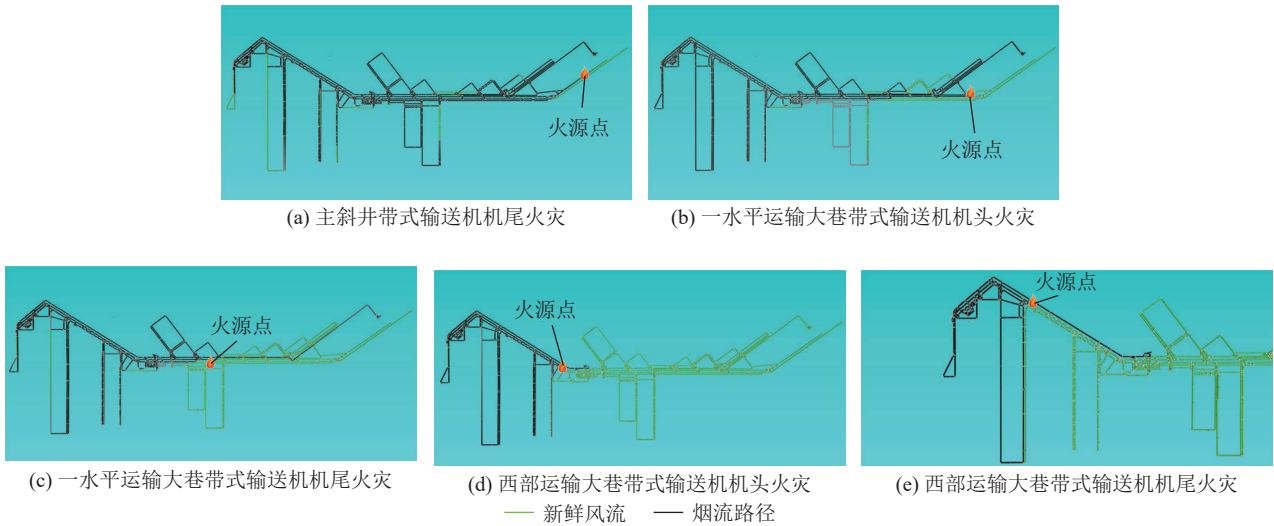 火源点
火源点
(a) 主斜井带式输送机机尾火灾
(b) 一水平运输大巷带式输送机机头火灾
火源点
火源点
火源点
(c) 一水平运输大巷带式输送机机尾火灾
(d) 西部运输大巷带式输送机机头火灾
(e) 西部运输大巷带式输送机机尾火灾
新鲜风流
烟流路径